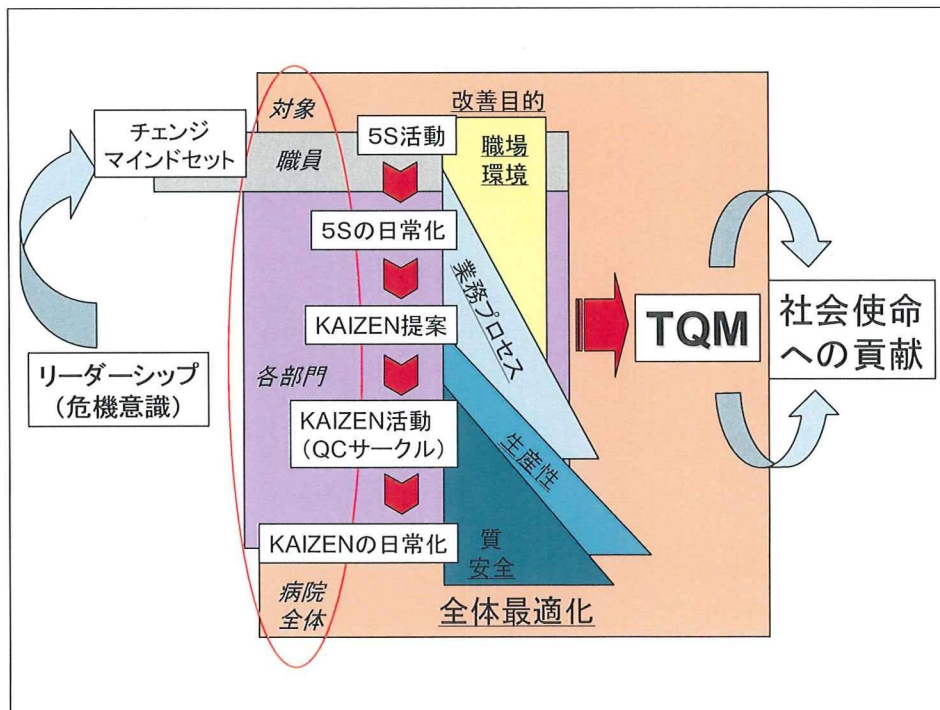 対象
改善目的
チェンジ
マインドセット
職員
5S活動
職場
環境
5Sの日常化
業務プロセス
KAIZEN提案
TQM
社会使命
への貢献
リーダーシップ
（危機意識）
各部門
KAIZEN活動
（QCサークル）
生産性
KAIZENの日常化
質
安全
病院
全体
全体最適化